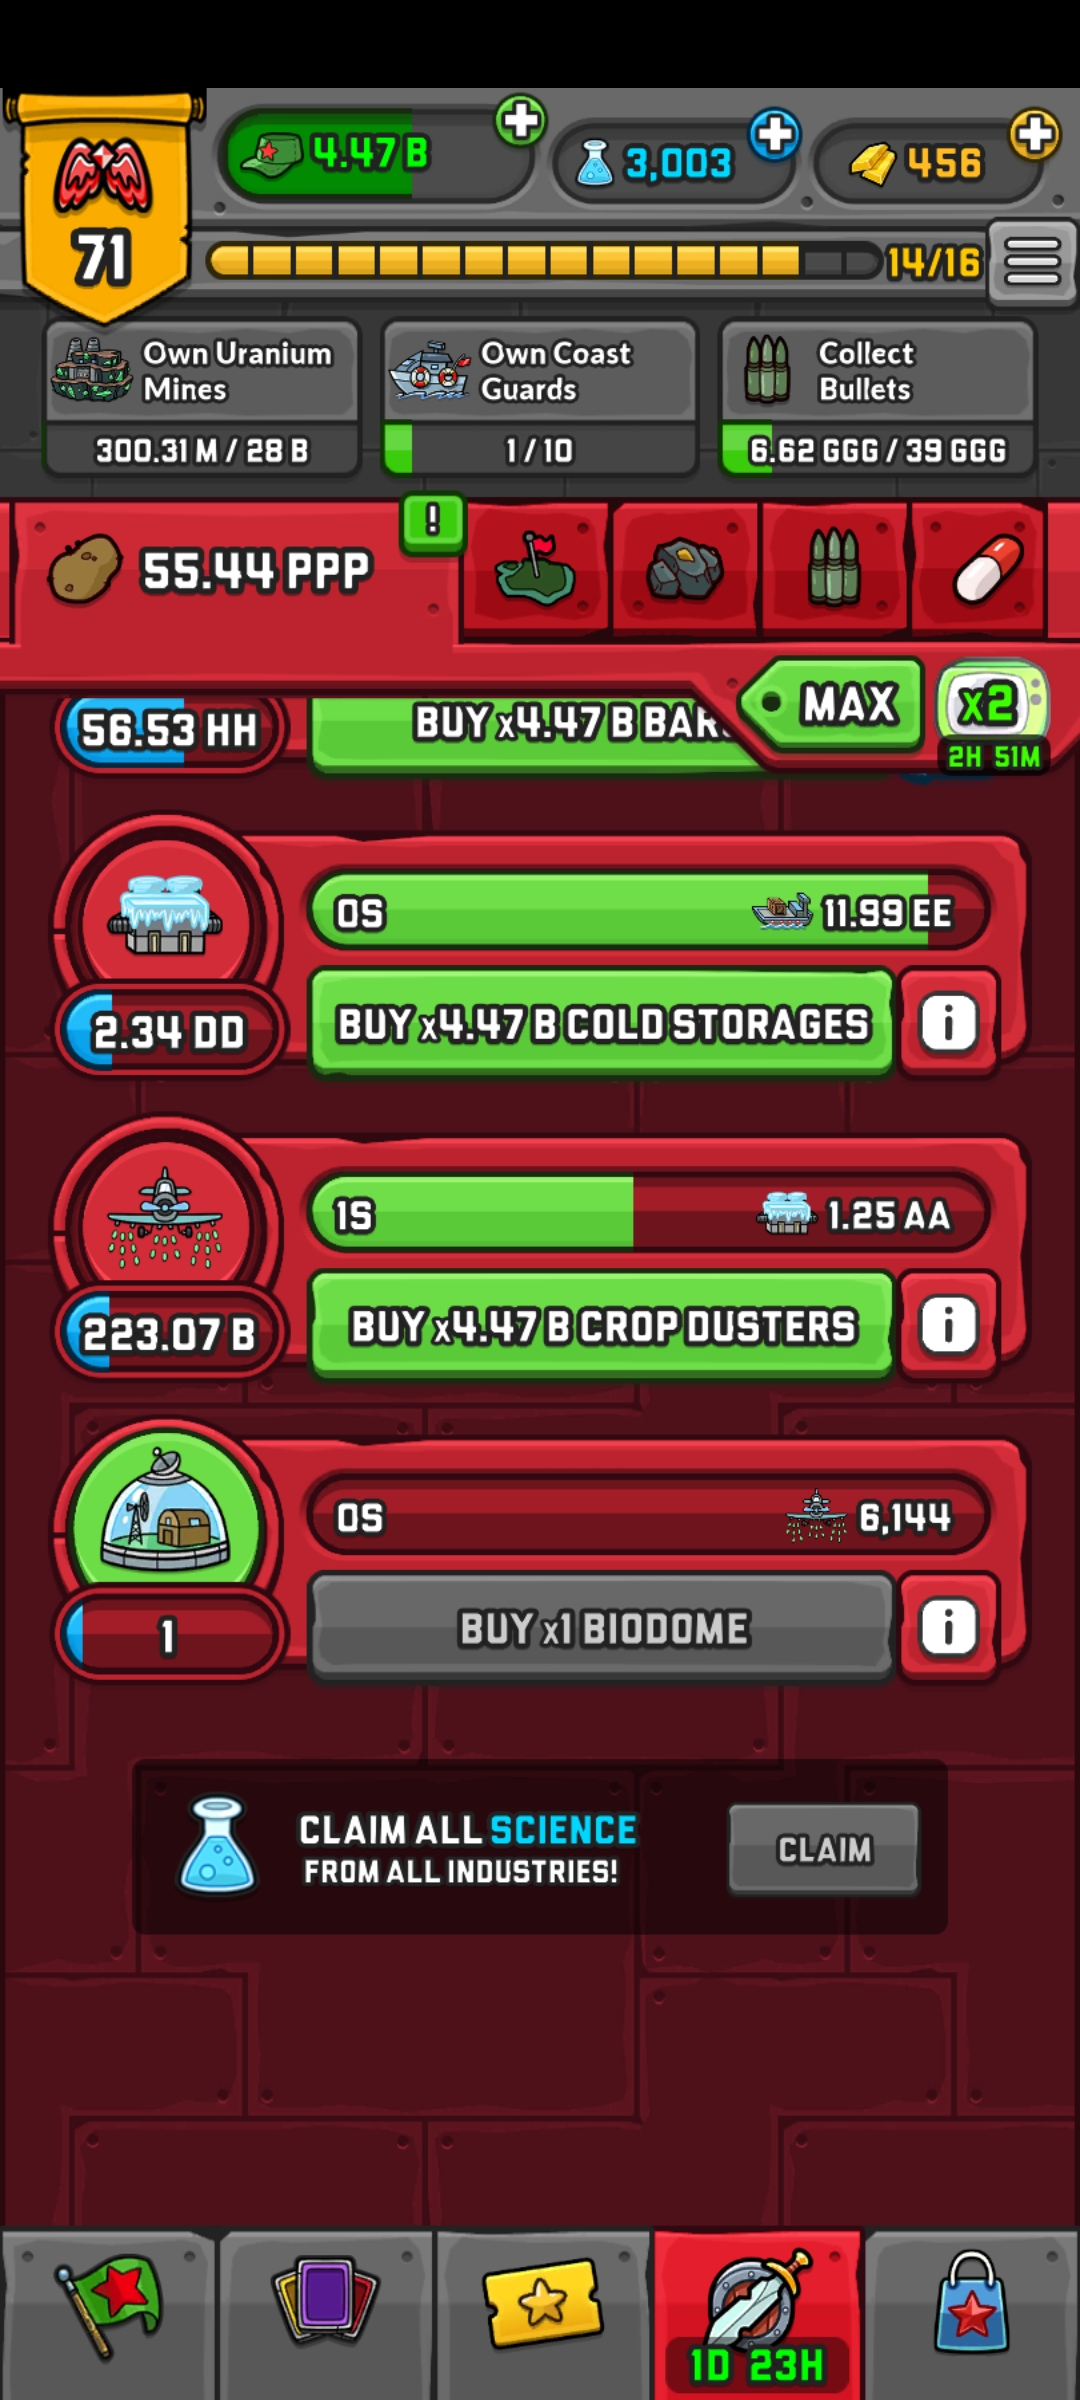 4.47 B
3,003
456
71
14/16
Own Uranium
Mines
300.31 M / 28 B
Own Coast
Guards
1 / 10
Collect
Bullets
6.62 GGG / 39 GGG
!
55.44 PPP
MAX
x2
2H 51M
56.53 HH
BUY x4.47 B BAR
0S
11.99 EE
2.34 DD
BUY x4.47 B COLD STORAGES
i
1S
1.25 AA
223.07 B
BUY x4.47 B CROP DUSTERS
i
0S
6,144
1
BUY x1 BIODOME
i
CLAIM ALL SCIENCE
FROM ALL INDUSTRIES!
CLAIM
1D 23H